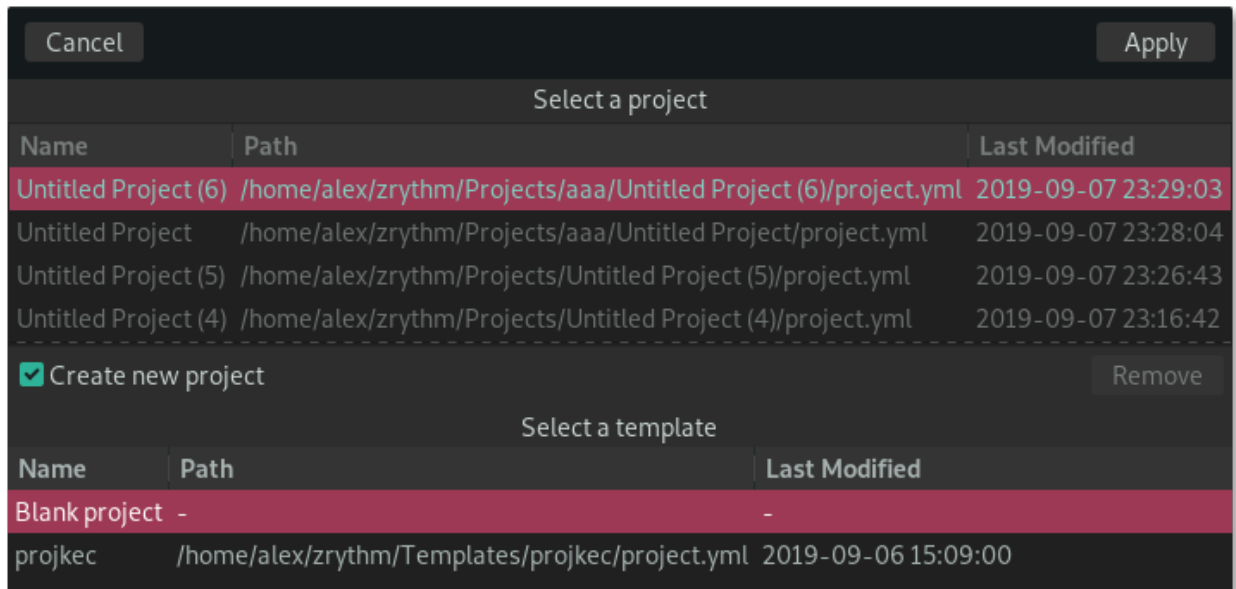 Cancel Apply
Select a project
Name Path Last Modified
Untitled Project (6) /home/alex/zrythm/Projects/aaa/Untitled Project (6)/project.yml 2019-09-07 23:29:03
Untitled Project /home/alex/zrythm/Projects/aaa/Untitled Project/project.yml 2019-09-07 23:28:04
Untitled Project (5) /home/alex/zrythm/Projects/Untitled Project (5)/project.yml 2019-09-07 23:26:43
Untitled Project (4) /home/alex/zrythm/Projects/Untitled Project (4)/project.yml 2019-09-07 23:16:42
Create new project Remove
Select a template
Name Path Last Modified
Blank project - -
projkec /home/alex/zrythm/Templates/projkec/project.yml 2019-09-06 15:09:00